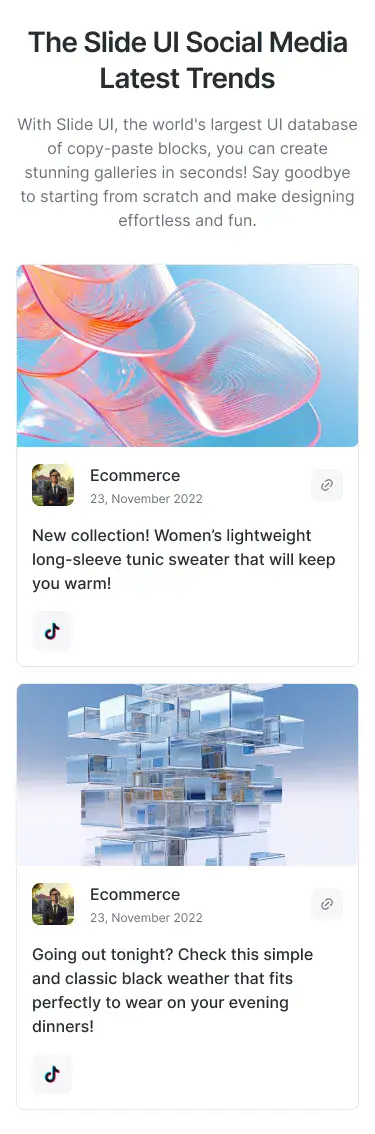 The Slide UI Social Media
Latest Trends
With Slide UI, the world's largest UI database
of copy-paste blocks, you can create
stunning galleries in seconds! Say goodbye
to starting from scratch and make designing
effortless and fun.
Ecommerce
23, November 2022
New collection! Women’s lightweight
long-sleeve tunic sweater that will keep
you warm!
Ecommerce
23, November 2022
Going out tonight? Check this simple
and classic black weather that fits
perfectly to wear on your evening
dinners!